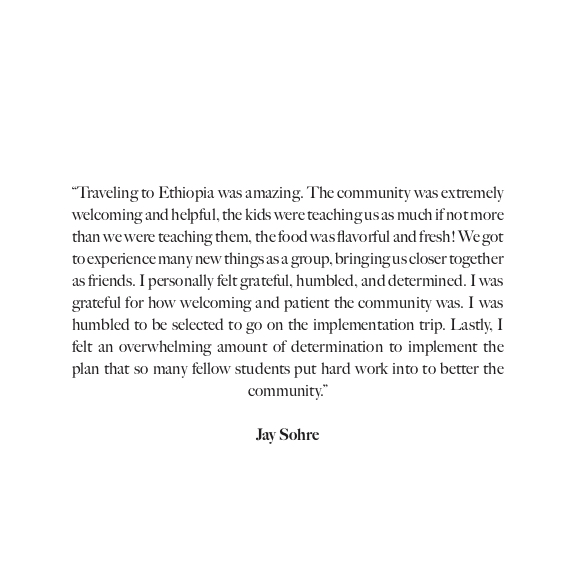 “Traveling to Ethiopia was amazing. The community was extremely
welcoming and helpful, the kids were teaching us as much if not more
than we were teaching them, the food was flavorful and fresh! We got
to experience many new things as a group, bringing us closer together
as friends. I personally felt grateful, humbled, and determined. I was
grateful for how welcoming and patient the community was. I was
humbled to be selected to go on the implementation trip. Lastly, I
felt an overwhelming amount of determination to implement the
plan that so many fellow students put hard work into to better the
community.”
Jay Sohre